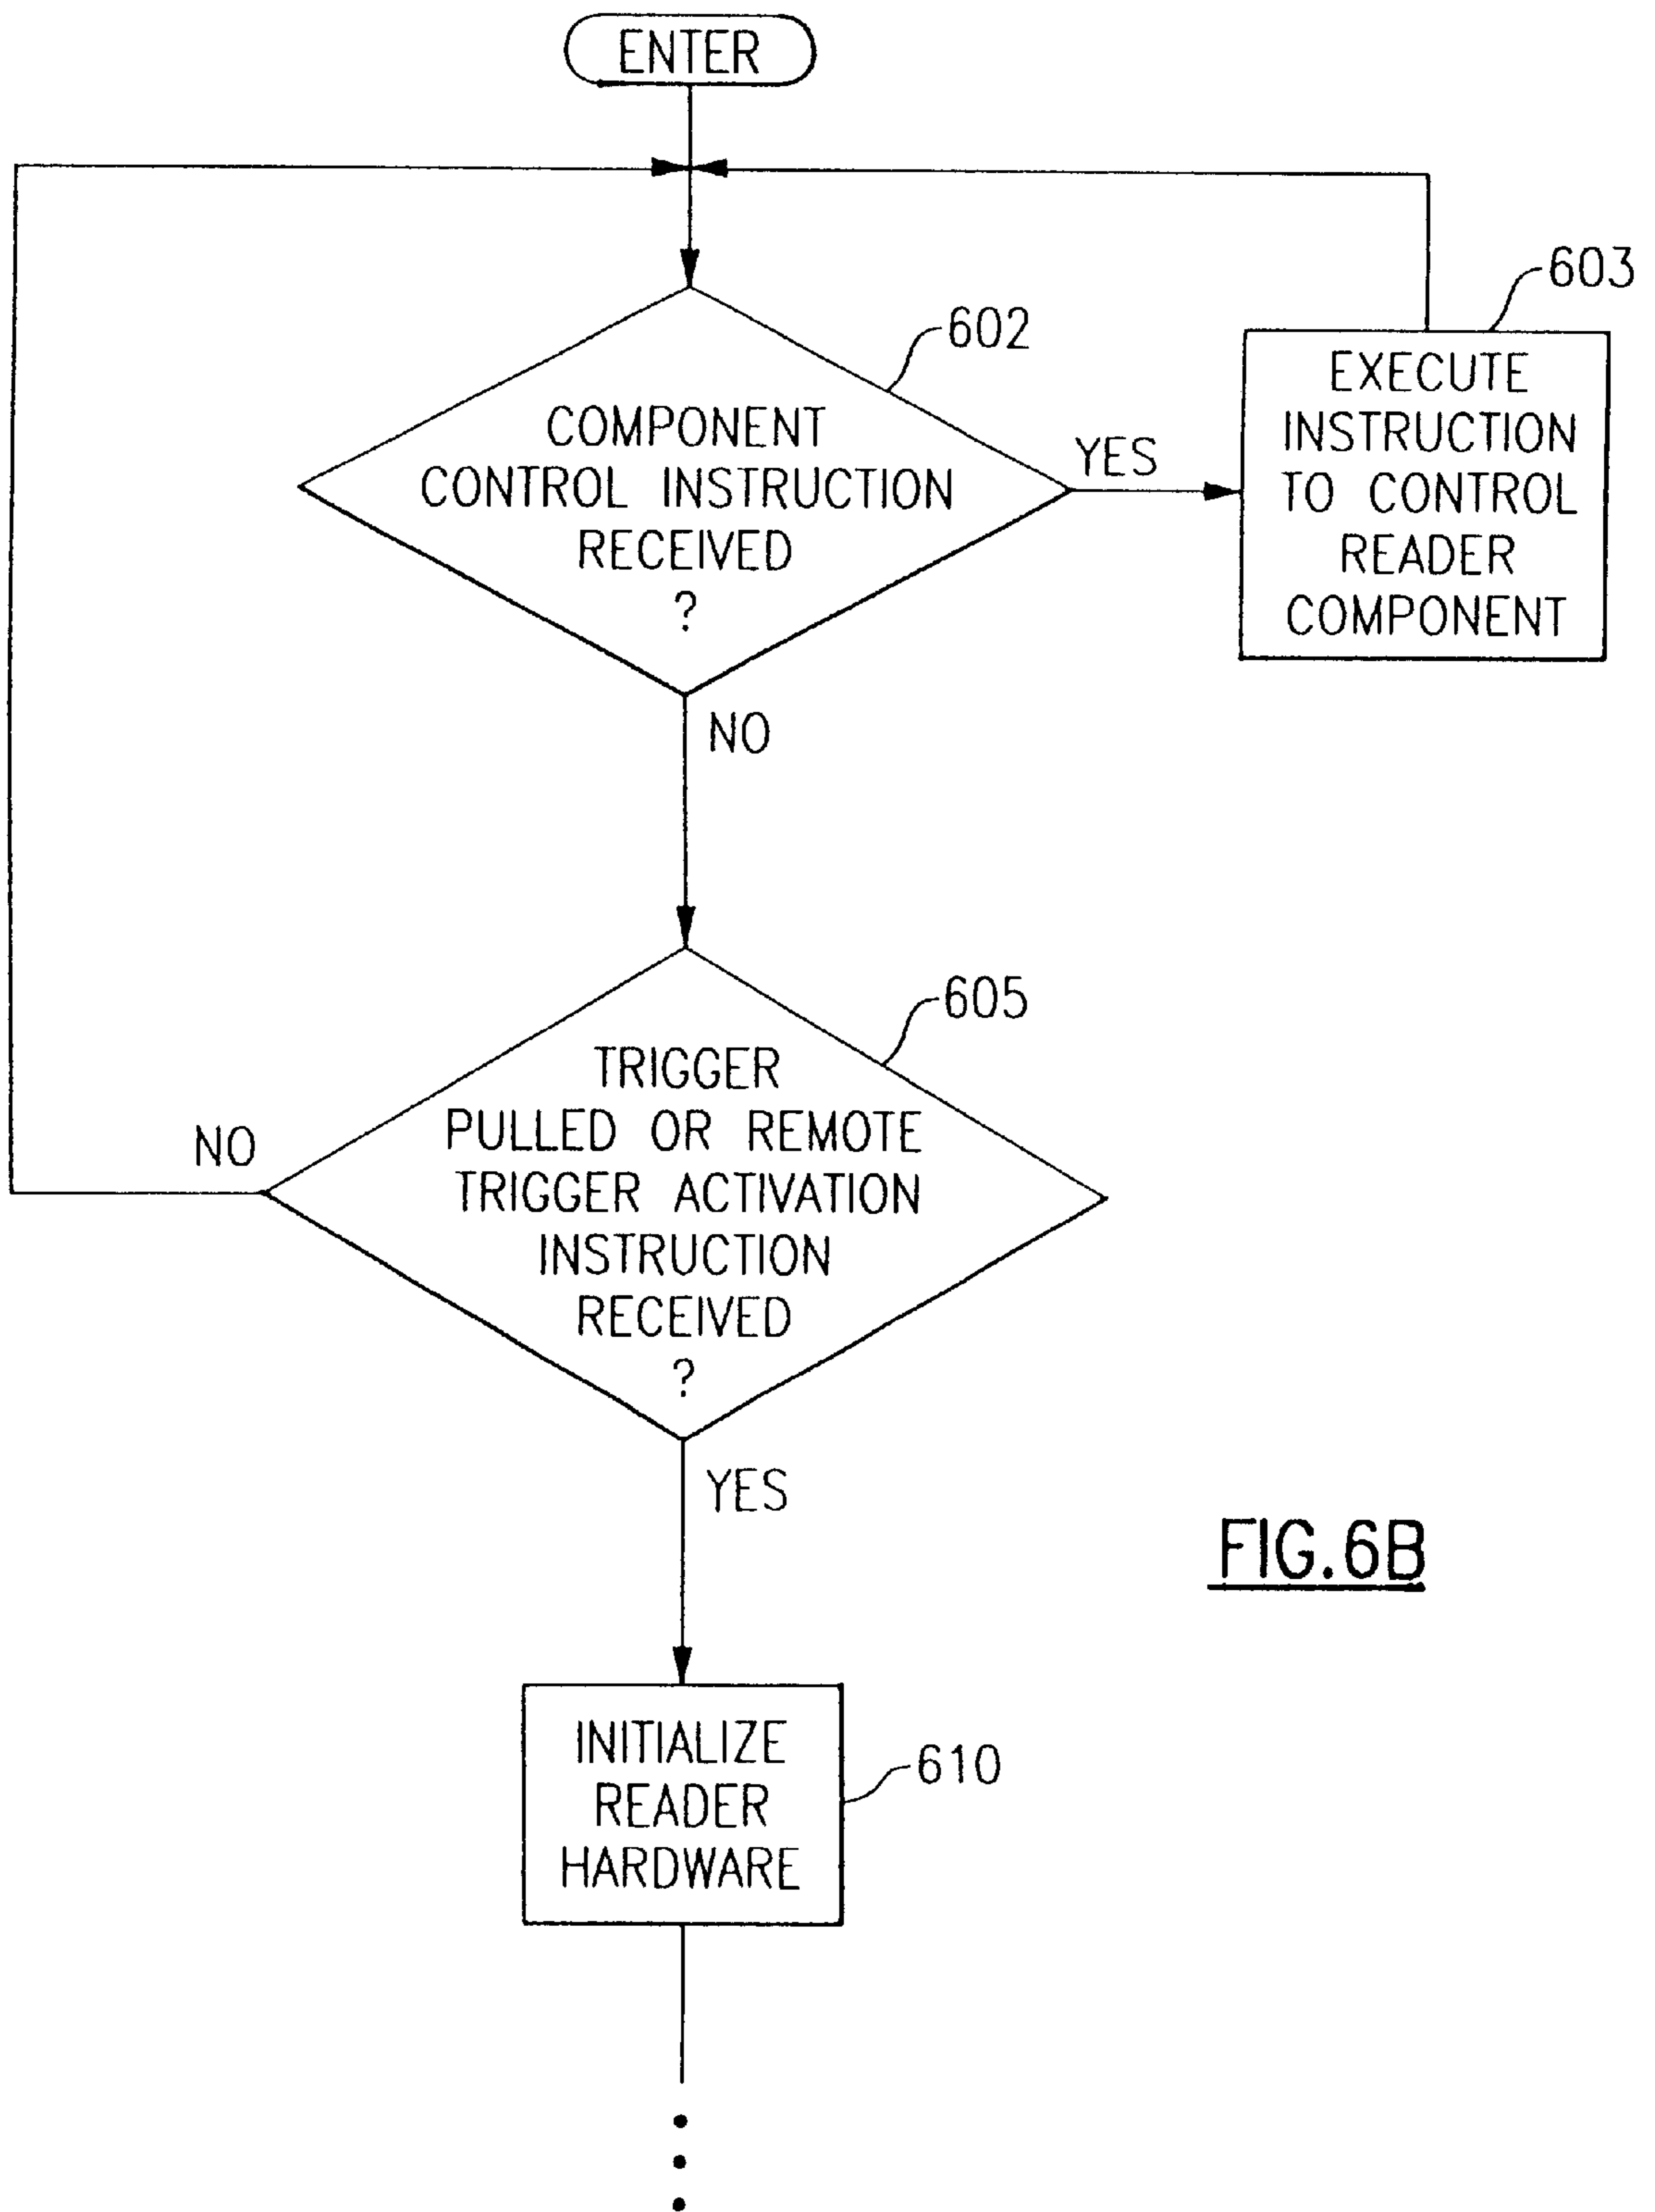 ENTER
602
COMPONENT
CONTROL INSTRUCTION
RECEIVED
?
YES
603
EXECUTE
INSTRUCTION
TO CONTROL
READER
COMPONENT
NO
605
TRIGGER
PULLED OR REMOTE
TRIGGER ACTIVATION
INSTRUCTION
RECEIVED
?
NO
YES
FIG.6B
INITIALIZE
READER
HARDWARE
610